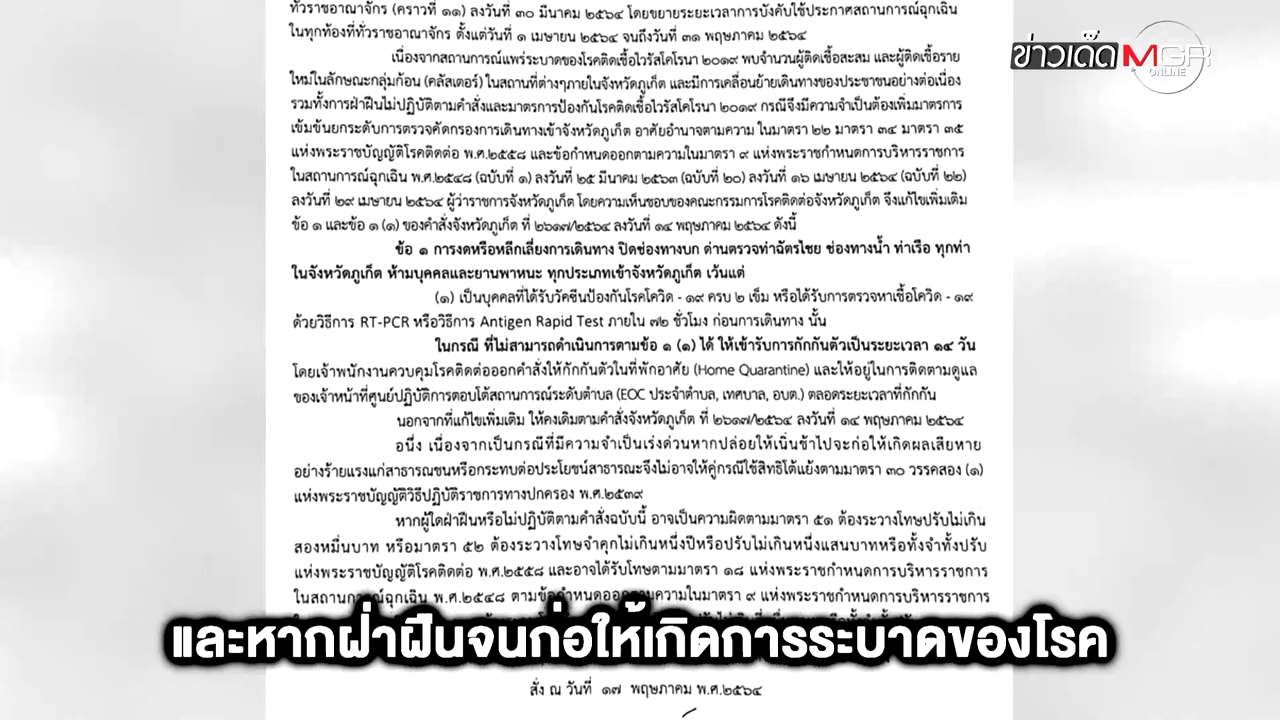 ทั่วราชอาณาจักร (คราวที่ ๑๑) ลงวันที่ ๓๐ มีนาคม ๒๕๖๔ โดยขยายระยะเวลาการบังคับใช้ประกาศสถานการณ์ฉุกเฉิน
ในทุกท้องที่ทั่วราชอาณาจักร ตั้งแต่วันที่ ๑ เมษายน ๒๕๖๔ จนถึงวันที่ ๓๑ พฤษภาคม ๒๕๖๔
ข่าวเด็ด MGR ONLINE
เนื่องจากสถานการณ์แพร่ระบาดของโรคติดเชื้อไวรัสโคโรนา ๒๐๑๙ พบจำนวนผู้ติดเชื้อสะสม และผู้ติดเชื้อราย
ใหม่ในลักษณะกลุ่มก้อน (คลัสเตอร์) ในสถานที่ต่างๆภายในจังหวัดภูเก็ต และมีการเคลื่อนย้ายเดินทางของประชาชนอย่างต่อเนื่อง
รวมทั้งการฝ่าฝืนไม่ปฏิบัติตามคำสั่งและมาตรการป้องกันโรคติดเชื้อไวรัสโคโรนา ๒๐๑๙ กรณีจึงมีความจำเป็นต้องเพิ่มมาตรการ
เข้มข้นยกระดับการตรวจคัดกรองการเดินทางเข้าจังหวัดภูเก็ต อาศัยอำนาจตามความ ในมาตรา ๒๒ มาตรา ๓๔ มาตรา ๓๕
แห่งพระราชบัญญัติโรคติดต่อ พ.ศ.๒๕๕๘ และข้อกำหนดออกตามความในมาตรา ๙ แห่งพระราชกำหนดการบริหารราชการ
ในสถานการณ์ฉุกเฉิน พ.ศ.๒๕๔๘ (ฉบับที่ ๑) ลงวันที่ ๒๕ มีนาคม ๒๕๖๓ (ฉบับที่ ๒๐) ลงวันที่ ๑๖ เมษายน ๒๕๖๔ (ฉบับที่ ๒๒)
ลงวันที่ ๒๙ เมษายน ๒๕๖๔ ผู้ว่าราชการจังหวัดภูเก็ต โดยความเห็นชอบของคณะกรรมการโรคติดต่อจังหวัดภูเก็ต จึงแก้ไขเพิ่มเติม
ข้อ ๑ และข้อ ๑ (๑) ของคำสั่งจังหวัดภูเก็ต ที่ ๒๖๑๗/๒๕๖๔ ลงวันที่ ๑๔ พฤษภาคม ๒๕๖๔ ดังนี้
ข้อ ๑ การงดหรือหลีกเลี่ยงการเดินทาง ปิดช่องทางบก ด่านตรวจท่าฉัตรไชย ช่องทางน้ำ ท่าเรือ ทุกท่า
ในจังหวัดภูเก็ต ห้ามบุคคลและยานพาหนะ ทุกประเภทเข้าจังหวัดภูเก็ต เว้นแต่
(๑) เป็นบุคคลที่ได้รับวัคซีนป้องกันโรคโควิด - ๑๙ ครบ ๒ เข็ม หรือได้รับการตรวจหาเชื้อโควิด - ๑๙
ด้วยวิธีการ RT-PCR หรือวิธีการ Antigen Rapid Test ภายใน ๗๒ ชั่วโมง ก่อนการเดินทาง นั้น
ในกรณี ที่ไม่สามารถดำเนินการตามข้อ ๑ (๑) ได้ ให้เข้ารับการกักกันตัวเป็นระยะเวลา ๑๔ วัน
โดยเจ้าพนักงานควบคุมโรคติดต่อออกคำสั่งให้กักกันตัวในที่พักอาศัย (Home Quarantine) และให้อยู่ในการติดตามดูแล
ของเจ้าหน้าที่ศูนย์ปฏิบัติการตอบโต้สถานการณ์ระดับตำบล (EOC ประจำตำบล, เทศบาล, อบต.) ตลอดระยะเวลาที่กักกัน
นอกจากที่แก้ไขเพิ่มเติม ให้คงเดิมตามคำสั่งจังหวัดภูเก็ต ที่ ๒๖๑๗/๒๕๖๔ ลงวันที่ ๑๔ พฤษภาคม ๒๕๖๔
อนึ่ง เนื่องจากเป็นกรณีที่มีความจำเป็นเร่งด่วนหากปล่อยให้เนิ่นช้าไปจะก่อให้เกิดผลเสียหาย
อย่างร้ายแรงแก่สาธารณชนหรือกระทบต่อประโยชน์สาธารณะจึงไม่อาจให้คู่กรณีใช้สิทธิโต้แย้งตามมาตรา ๓๐ วรรคสอง (๑)
แห่งพระราชบัญญัติวิธีปฏิบัติราชการทางปกครอง พ.ศ.๒๕๓๙
หากผู้ใดฝ่าฝืนหรือไม่ปฏิบัติตามคำสั่งฉบับนี้ อาจเป็นความผิดตามมาตรา ๕๑ ต้องระวางโทษปรับไม่เกิน
สองหมื่นบาท หรือมาตรา ๕๒ ต้องระวางโทษจำคุกไม่เกินหนึ่งปีหรือปรับไม่เกินหนึ่งแสนบาทหรือทั้งจำทั้งปรับ
แห่งพระราชบัญญัติโรคติดต่อ พ.ศ.๒๕๕๘ และอาจได้รับโทษตามมาตรา ๑๘ แห่งพระราชกำหนดการบริหารราชการ
ในสถานการณ์ฉุกเฉิน พ.ศ.๒๕๔๘ ตามข้อกำหนดออกตามความในมาตรา ๙ แห่งพระราชกำหนดการบริหารราชการ
และหากฝ่าฝืนจนก่อให้เกิดการระบาดของโรค
สั่ง ณ วันที่ ๑๗ พฤษภาคม พ.ศ.๒๕๖๔